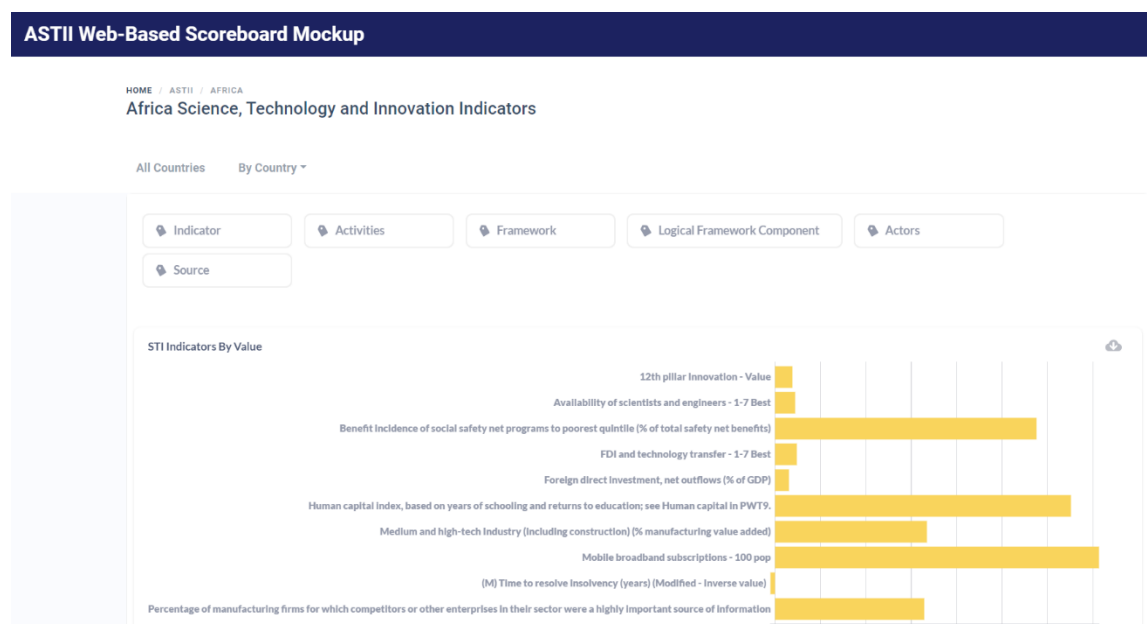 ASTII Web-Based Scoreboard Mockup
HOME / ASTII / AFRICA
Africa Science, Technology and Innovation Indicators
All Countries By Country
Indicator Activities Framework Logical Framework Component Actors
Source
STI Indicators By Value
12th pillar Innovation - Value
Availability of scientists and engineers - 1-7 Best
Benefit incidence of social safety net programs to poorest quintile (% of total safety net benefits)
FDI and technology transfer - 1-7 Best
Foreign direct investment, net outflows (% of GDP)
Human capital index, based on years of schooling and returns to education; see Human capital in PWT9.
Medium and high-tech Industry (including construction) (% manufacturing value added)
Mobile broadband subscriptions - 100 pop
(M) Time to resolve insolvency (years) (Modified - Inverse value)
Percentage of manufacturing firms for which competitors or other enterprises in their sector were a highly important source of information